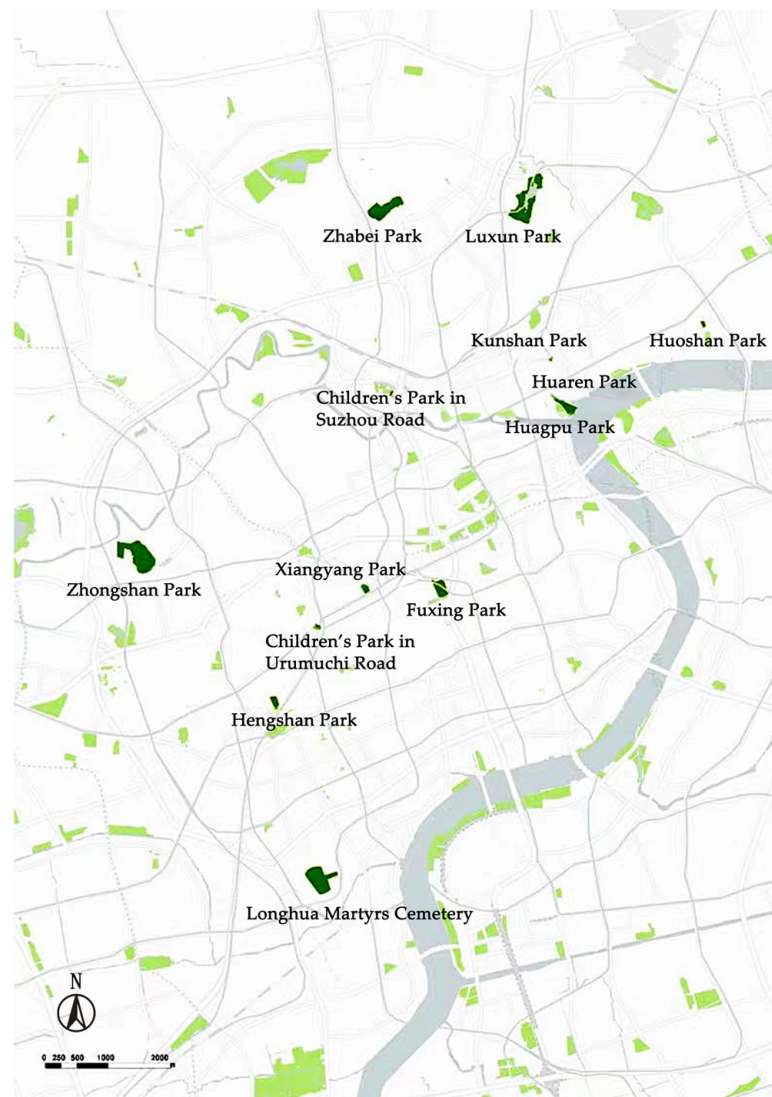 Zhabei Park
Luxun Park
Kunshan Park
Huoshan Park
Huaren Park
Children's Park in
Suzhou Road
Huagpu Park
Xiangyang Park
Zhongshan Park
Fuxing Park
Children's Park in
Urumuchi Road
Hengshan Park
Longhua Martyrs Cemetery
N
0 250 500 1000 2000